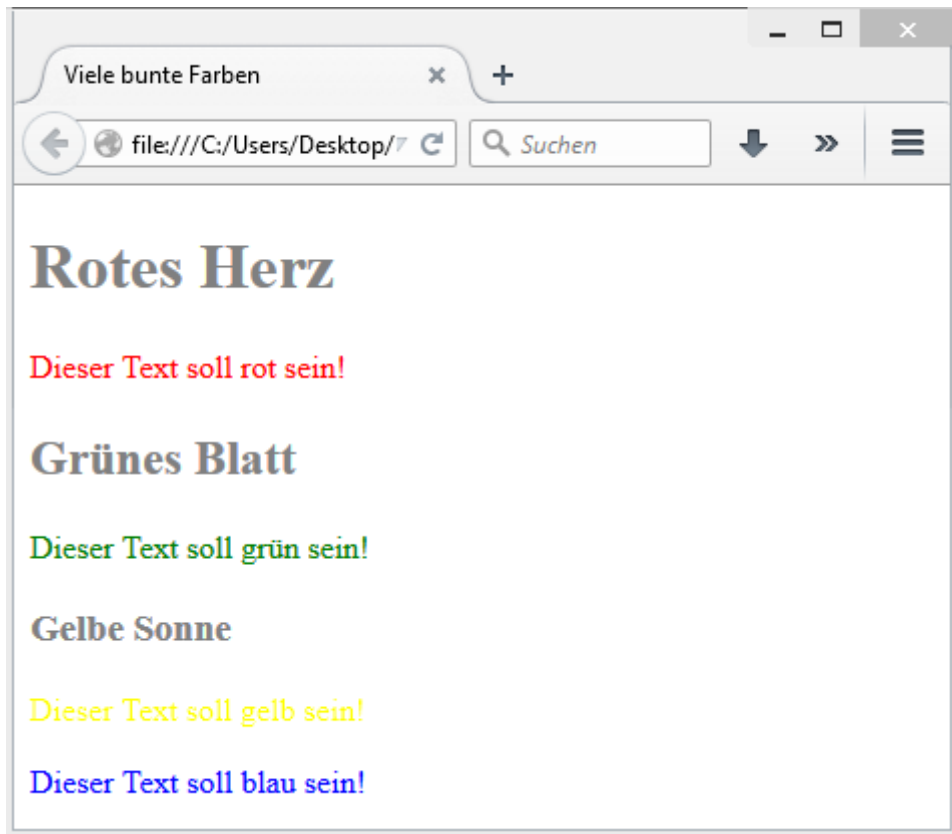 Viele bunte Farben
file:///C:/Users/Desktop/
Suchen
Rotes Herz
Dieser Text soll rot sein!
Grünes Blatt
Dieser Text soll grün sein!
Gelbe Sonne
Dieser Text soll gelb sein!
Dieser Text soll blau sein!